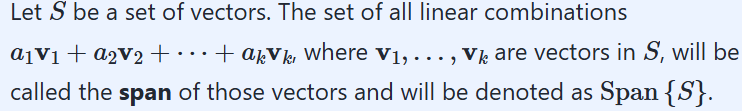 Let S be a set of vectors. The set of all linear combinations
a₁v₁ + a₂v₂ + ⋯ + aₖvₖ, where v₁, …, vₖ are vectors in S, will be
called the span of those vectors and will be denoted as Span {S}.